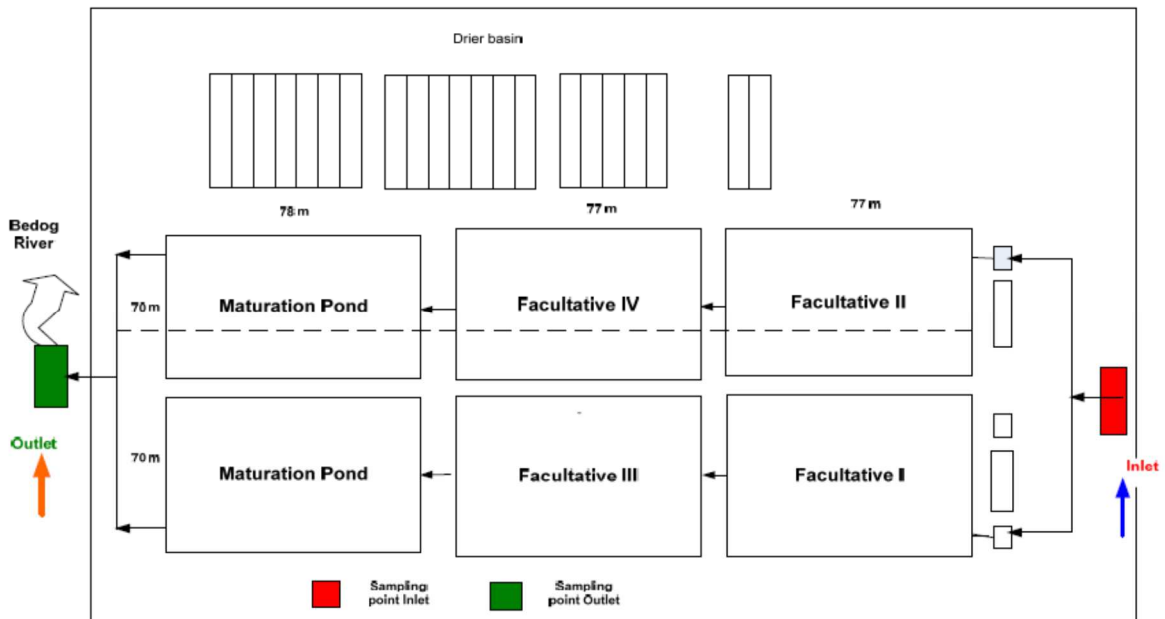 Drier basin
78 m
77 m
77 m
Bedog
River
70 m
Maturation Pond
Facultative IV
Facultative II
Outlet
70 m
Maturation Pond
Facultative III
Facultative I
Inlet
Sampling
point Inlet
Sampling
point Outlet